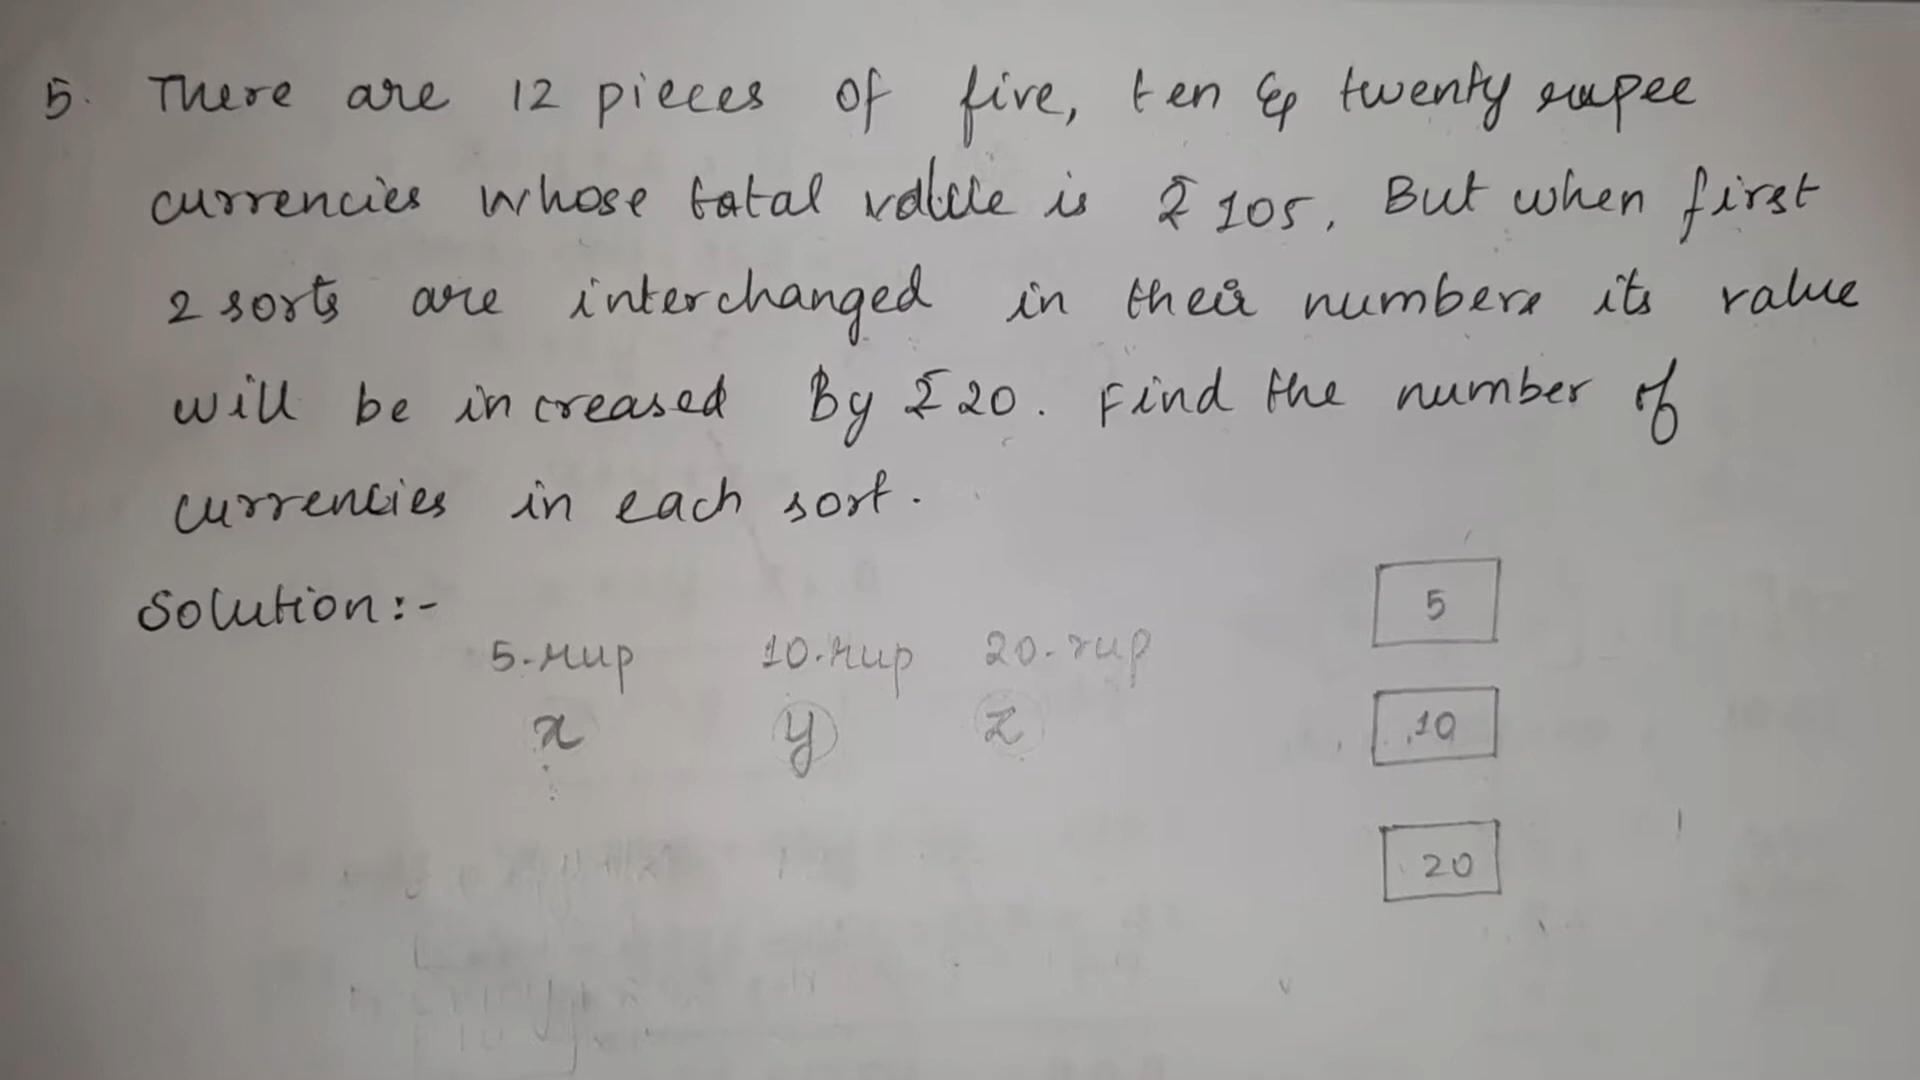 5. There are 12 pieces of five, ten & twenty rupee
currencies whose total value is ₹ 105. But when first
2 sorts are interchanged in their numbers its value
will be increased By ₹ 20. Find the number of
currencies in each sort.
Solution:-
5-rup 10-rup 20-rup
x y z
5
10
20